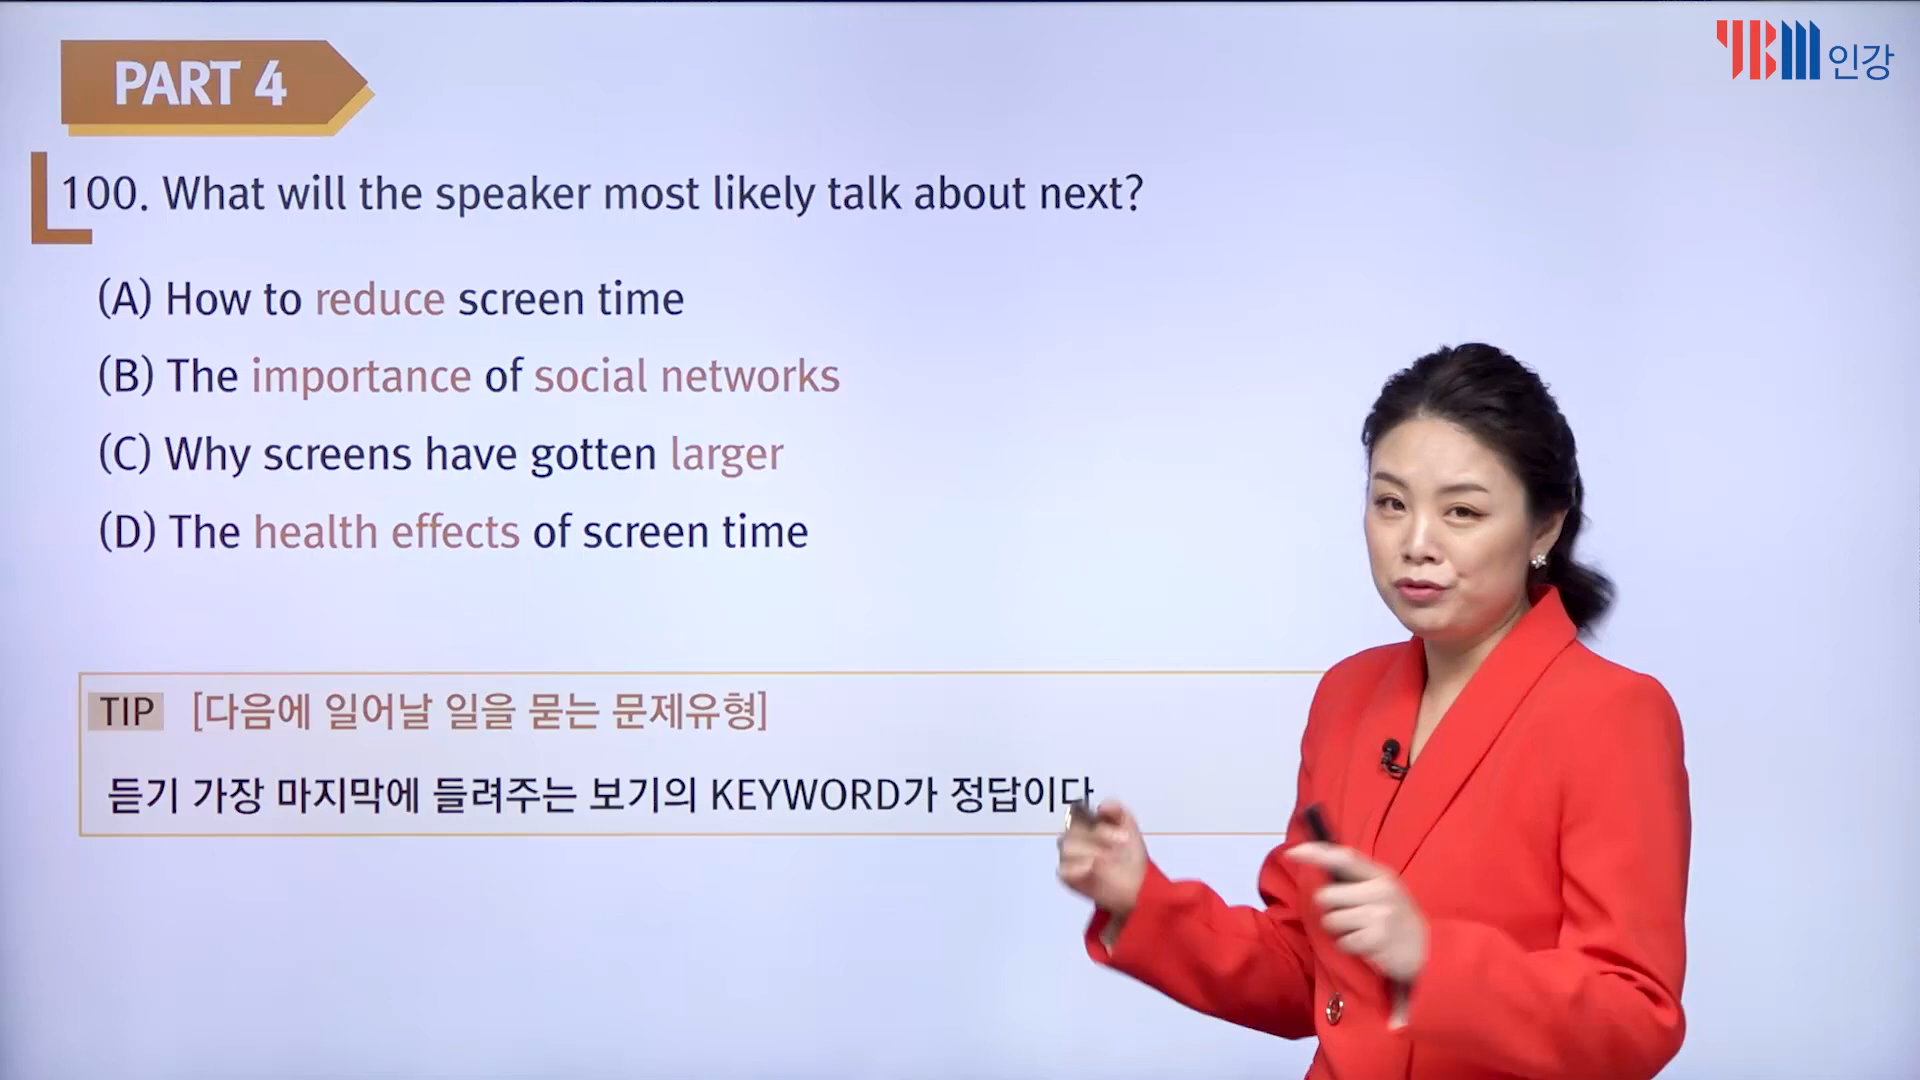 YBM 인강
PART 4
100. What will the speaker most likely talk about next?
(A) How to reduce screen time
(B) The importance of social networks
(C) Why screens have gotten larger
(D) The health effects of screen time
TIP [다음에 일어날 일을 묻는 문제유형]
듣기 가장 마지막에 들려주는 보기의 KEYWORD가 정답이다